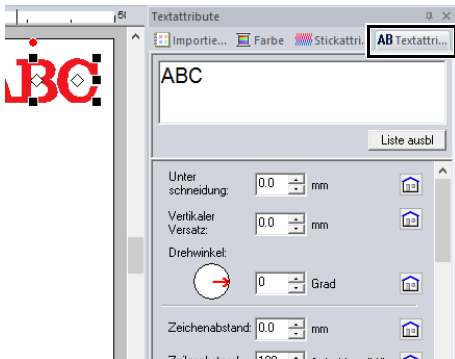 Textattribute
Importie... Farbe Stickattri. AB Textattri...
ABC
ABC
Liste ausbl
Unter
schneidung: 0.0 mm
Vertikaler
Versatz: 0.0 mm
Drehwinkel:
0 Grad
Zeichenabstand: 0.0 mm
100